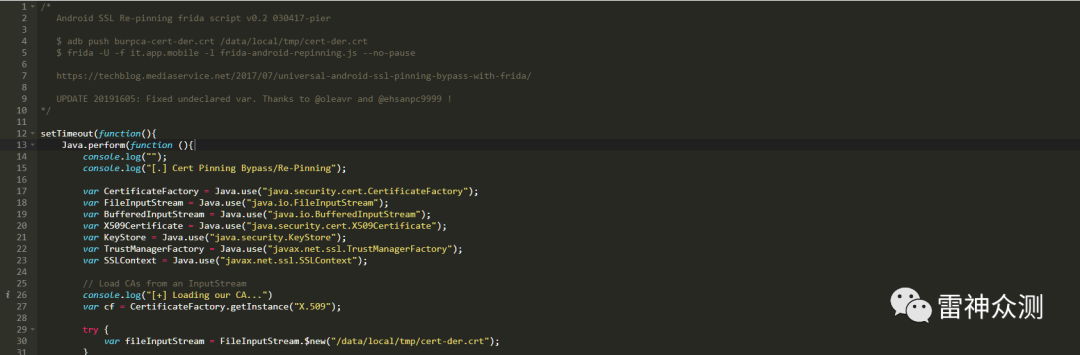 1 /*
2 Android SSL Re-pinning frida script v0.2 030417-pier
3
4 $ adb push burpca-cert-der.crt /data/local/tmp/cert-der.crt
5 $ frida -U -f it.app.mobile -l frida-android-repinning.js --no-pause
6
7 https://techblog.mediaservice.net/2017/07/universal-android-ssl-pinning-bypass-with-frida/
8
9 UPDATE 20191605: Fixed undeclared var. Thanks to @oleavr and @ehsanpc9999 !
10 */
11
12 setTimeout(function(){
13 Java.perform(function (){
14 console.log("");
15 console.log("[.] Cert Pinning Bypass/Re-Pinning");
16
17 var CertificateFactory = Java.use("java.security.cert.CertificateFactory");
18 var FileInputStream = Java.use("java.io.FileInputStream");
19 var BufferedInputStream = Java.use("java.io.BufferedInputStream");
20 var X509Certificate = Java.use("java.security.cert.X509Certificate");
21 var KeyStore = Java.use("java.security.KeyStore");
22 var TrustManagerFactory = Java.use("javax.net.ssl.TrustManagerFactory");
23 var SSLContext = Java.use("javax.net.ssl.SSLContext");
24
25 // Load CAs from an InputStream
i 26 console.log("[+] Loading our CA...")
27 var cf = CertificateFactory.getInstance("X.509");
28
29 try {
30 var fileInputStream = FileInputStream.$new("/data/local/tmp/cert-der.crt");
31 }
雷神众测